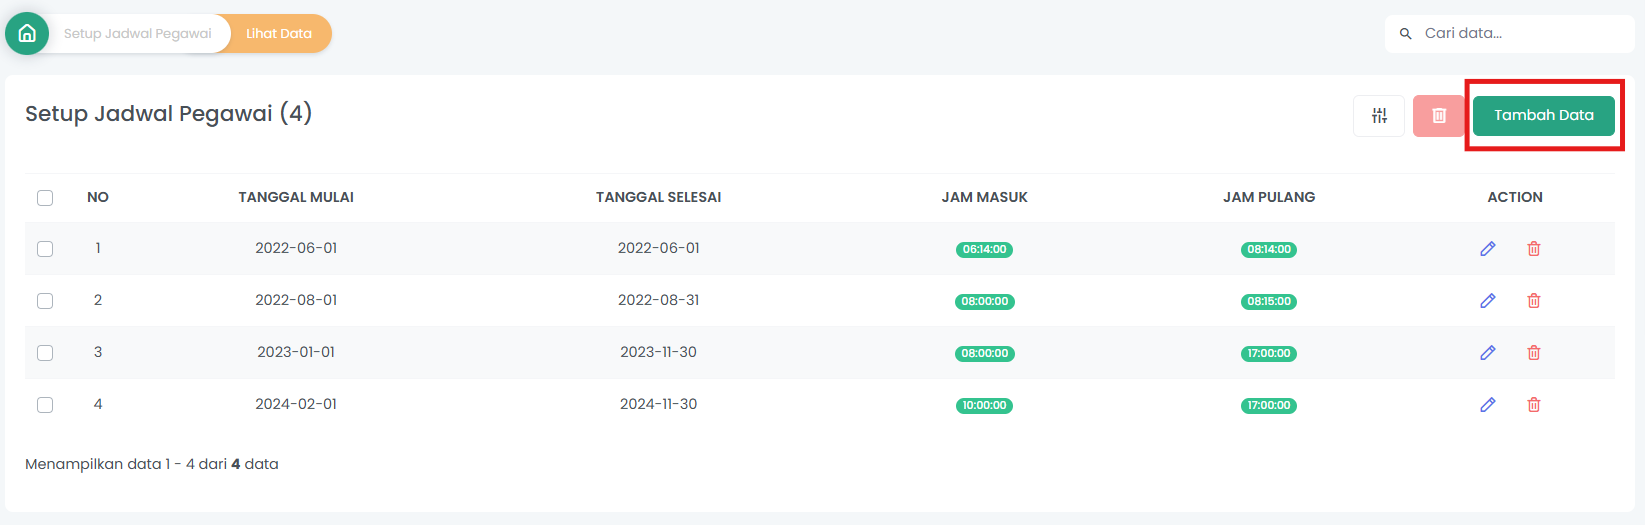 Setup Jadwal Pegawai Lihat Data Cari data...
Setup Jadwal Pegawai (4) Tambah Data
NO TANGGAL MULAI TANGGAL SELESAI JAM MASUK JAM PULANG ACTION
1 2022-06-01 2022-06-01 06:14:00 08:14:00
2 2022-08-01 2022-08-31 08:00:00 08:15:00
3 2023-01-01 2023-11-30 08:00:00 17:00:00
4 2024-02-01 2024-11-30 10:00:00 17:00:00
Menampilkan data 1 - 4 dari 4 data